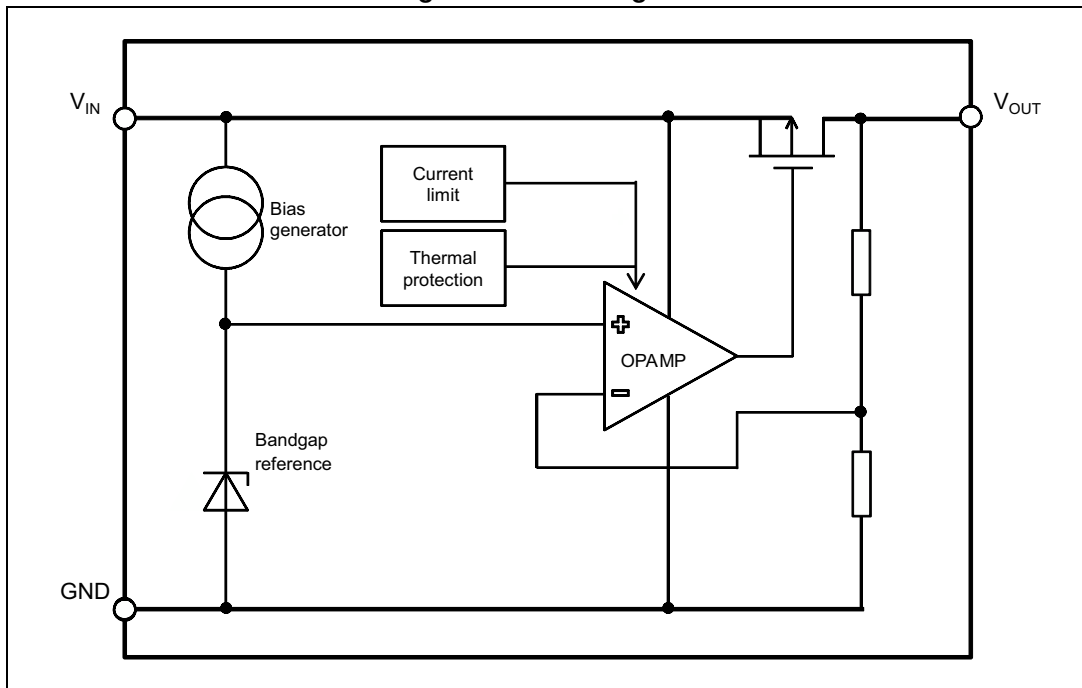 V_IN
V_OUT
Current
limit
Bias
generator
Thermal
protection
+
OPAMP
-
Bandgap
reference
GND